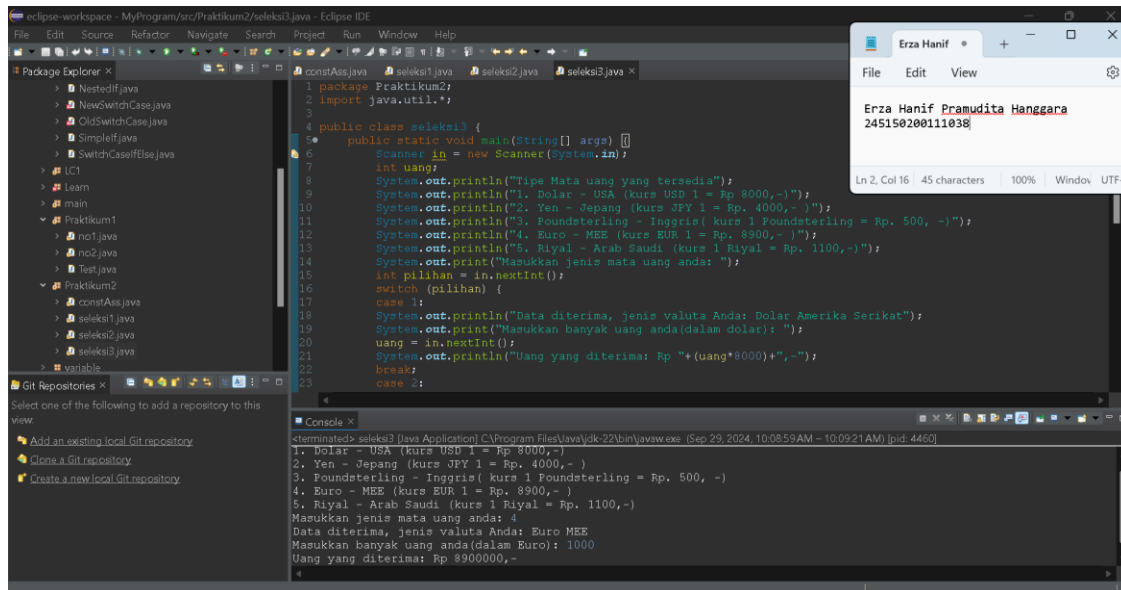 eclipse-workspace - MyProgram/src/Praktikum2/seleksi3.java - Eclipse IDE
File Edit Source Refactor Navigate Search Project Run Window Help
Package Explorer
NestedIf.java
NewSwitchCase.java
OldSwitchCase.java
SimpleIf.java
SwitchCaseIfElse.java
LC1
Learn
main
Praktikum1
no1.java
no2.java
Test.java
Praktikum2
constAss.java
seleksi1.java
seleksi2.java
seleksi3.java
variable
Git Repositories
Select one of the following to add a repository to this
view:
Add an existing local Git repository
Clone a Git repository
Create a new local Git repository
constAss.java seleksi1.java seleksi2.java seleksi3.java
1 package Praktikum2;
2 import java.util.*;
3
4 public class seleksi3 {
5 public static void main(String[] args) {
6 Scanner in = new Scanner(System.in);
7 int uang;
8 System.out.println("Tipe Mata uang yang tersedia");
9 System.out.println("1. Dolar - USA (kurs USD 1 = Rp 8000,-)");
10 System.out.println("2. Yen - Jepang (kurs JPY 1 = Rp. 4000,- )");
11 System.out.println("3. Poundsterling - Inggris( kurs 1 Poundsterling = Rp. 500, -)");
12 System.out.println("4. Euro - MEE (kurs EUR 1 = Rp. 8900,- )");
13 System.out.println("5. Riyal - Arab Saudi (kurs 1 Riyal = Rp. 1100,-)");
14 System.out.print("Masukkan jenis mata uang anda: ");
15 int pilihan = in.nextInt();
16 switch (pilihan) {
17 case 1:
18 System.out.println("Data diterima, jenis valuta Anda: Dolar Amerika Serikat");
19 System.out.print("Masukkan banyak uang anda(dalam dolar): ");
20 uang = in.nextInt();
21 System.out.println("Uang yang diterima: Rp "+(uang*8000)+",-");
22 break;
23 case 2:
Console
<terminated> seleksi3 [Java Application] C:\Program Files\Java\jdk-22\bin\javaw.exe (Sep 29, 2024, 10:08:59 AM – 10:09:21 AM) [pid: 4460]
1. Dolar - USA (kurs USD 1 = Rp 8000,-)
2. Yen - Jepang (kurs JPY 1 = Rp. 4000,- )
3. Poundsterling - Inggris( kurs 1 Poundsterling = Rp. 500, -)
4. Euro - MEE (kurs EUR 1 = Rp. 8900,- )
5. Riyal - Arab Saudi (kurs 1 Riyal = Rp. 1100,-)
Masukkan jenis mata uang anda: 4
Data diterima, jenis valuta Anda: Euro MEE
Masukkan banyak uang anda(dalam Euro): 1000
Uang yang diterima: Rp 8900000,-
Erza Hanif
File Edit View
Erza Hanif Pramudita Hanggara
245150200111038
Ln 2, Col 16 45 characters 100% Window UTF-